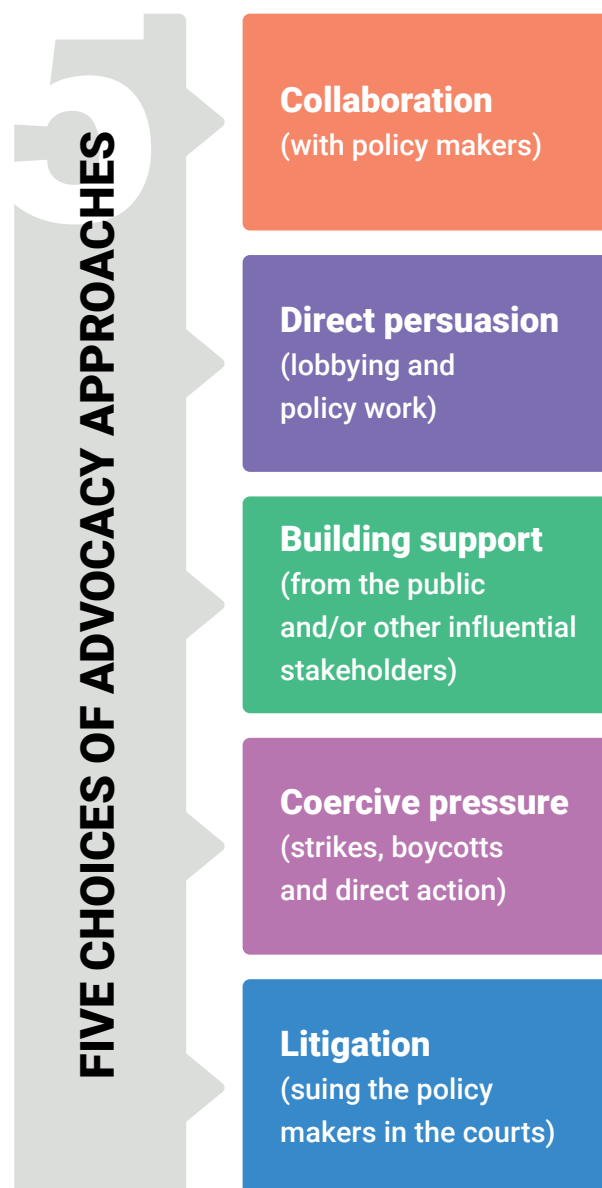 5
FIVE CHOICES OF ADVOCACY APPROACHES
Collaboration
(with policy makers)
Direct persuasion
(lobbying and
policy work)
Building support
(from the public
and/or other influential
stakeholders)
Coercive pressure
(strikes, boycotts
and direct action)
Litigation
(suing the policy
makers in the courts)